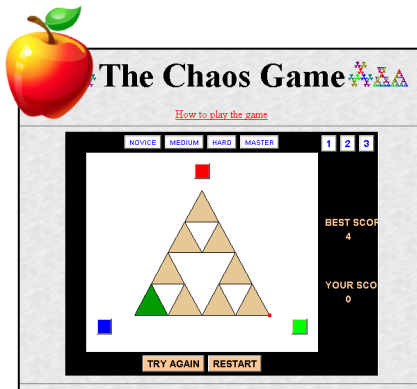 The Chaos Game
How to play the game
NOVICE MEDIUM HARD MASTER 1 2 3
BEST SCOR
4
YOUR SCO
0
TRY AGAIN RESTART